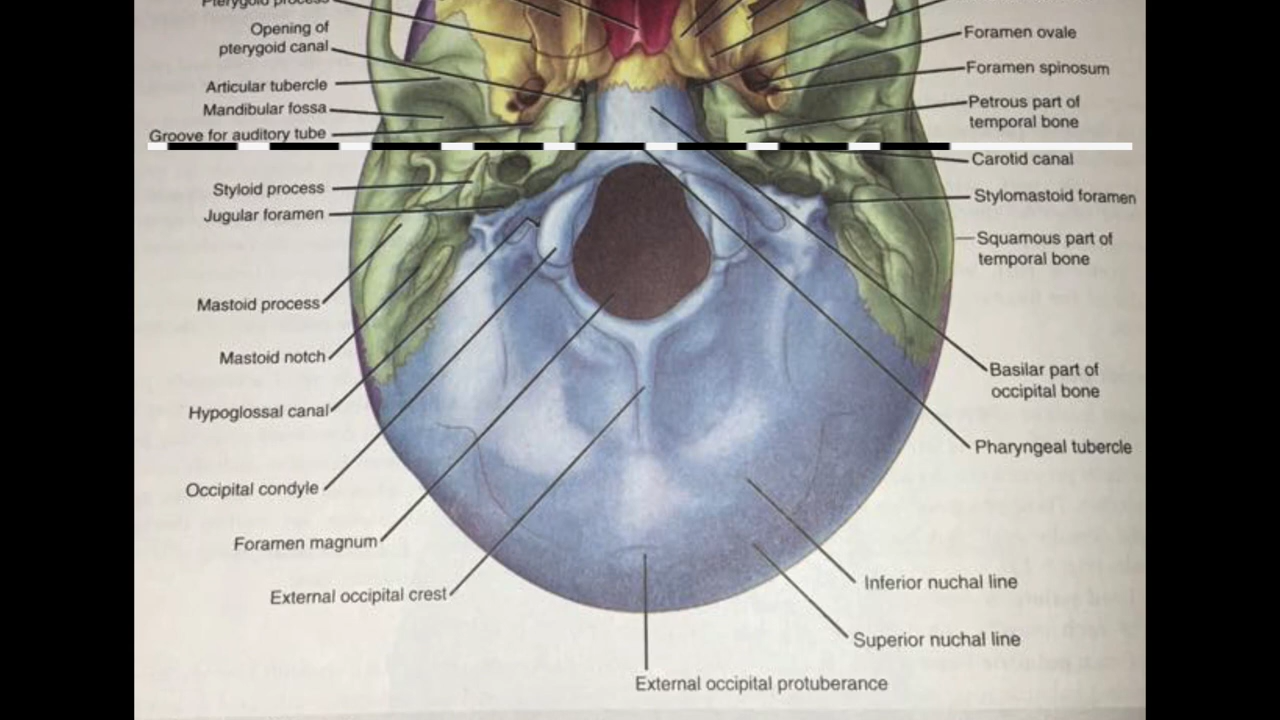 Pterygoid process
Opening of
pterygoid canal
Articular tubercle
Mandibular fossa
Groove for auditory tube
Styloid process
Jugular foramen
Mastoid process
Mastoid notch
Hypoglossal canal
Occipital condyle
Foramen magnum
External occipital crest
External occipital protuberance
Foramen ovale
Foramen spinosum
Petrous part of
temporal bone
Carotid canal
Stylomastoid foramen
Squamous part of
temporal bone
Basilar part of
occipital bone
Pharyngeal tubercle
Inferior nuchal line
Superior nuchal line